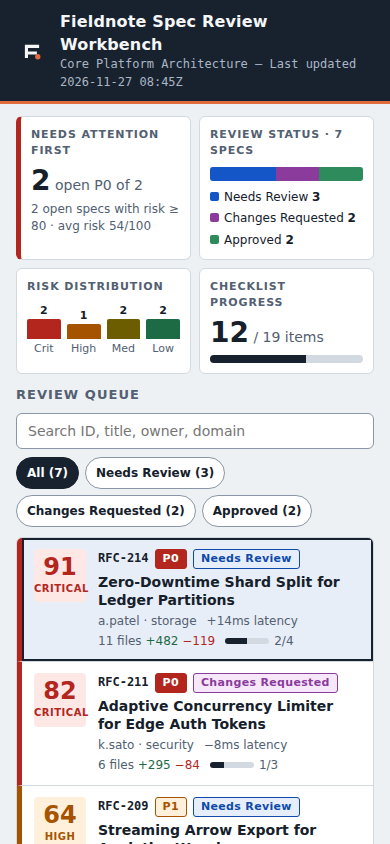 Fieldnote Spec Review
Workbench
Core Platform Architecture — Last updated
2026-11-27 08:45Z
NEEDS ATTENTION
FIRST
2 open P0 of 2
2 open specs with risk ≥
80 · avg risk 54/100
REVIEW STATUS · 7
SPECS
Needs Review 3
Changes Requested 2
Approved 2
RISK DISTRIBUTION
2 1 2 2
Crit High Med Low
CHECKLIST
PROGRESS
12 / 19 items
REVIEW QUEUE
Search ID, title, owner, domain
All (7) Needs Review (3)
Changes Requested (2) Approved (2)
91
CRITICAL
RFC-214 P0 Needs Review
Zero-Downtime Shard Split for
Ledger Partitions
a.patel · storage +14ms latency
11 files +482 −119 2/4
82
CRITICAL
RFC-211 P0 Changes Requested
Adaptive Concurrency Limiter
for Edge Auth Tokens
k.sato · security −8ms latency
6 files +295 −84 1/3
64
HIGH
RFC-209 P1 Needs Review
Streaming Arrow Export for